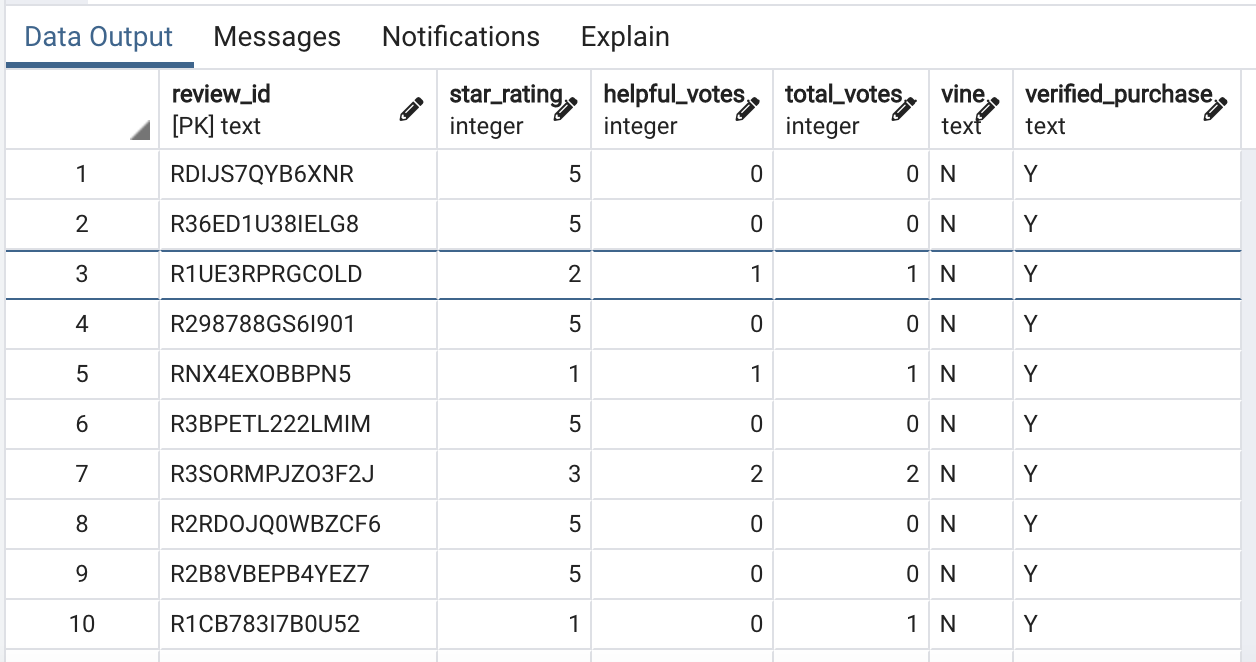 Data Output Messages Notifications Explain
review_id star_rating helpful_votes total_votes vine verified_purchase
[PK] text integer integer integer text text
1 RDIJS7QYB6XNR 5 0 0 N Y
2 R36ED1U38IELG8 5 0 0 N Y
3 R1UE3RPRGCOLD 2 1 1 N Y
4 R298788GS6I901 5 0 0 N Y
5 RNX4EXOBBPN5 1 1 1 N Y
6 R3BPETL222LMIM 5 0 0 N Y
7 R3SORMPJZO3F2J 3 2 2 N Y
8 R2RDOJQ0WBZCF6 5 0 0 N Y
9 R2B8VBEPB4YEZ7 5 0 0 N Y
10 R1CB783I7B0U52 1 0 1 N Y